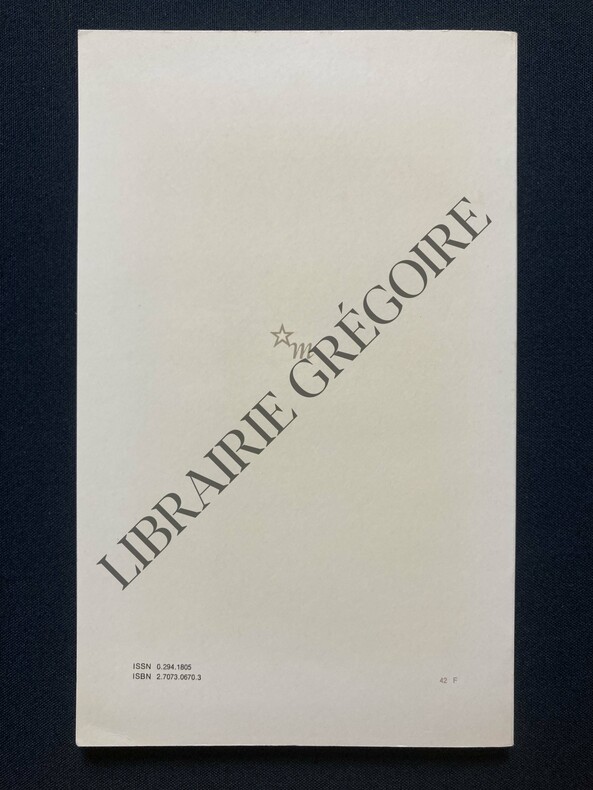 m
LIBRAIRIE GRÉGOIRE
ISSN 0.294.1805
ISBN 2.7073.0670.3
42 F